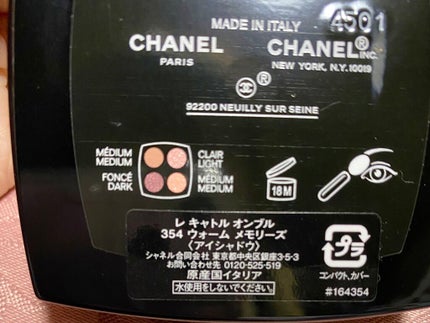 MADE IN ITALY 4501
CHANEL
PARIS
CHANEL® INC.
NEW YORK, N.Y. 10019
®
92200 NEUILLY SUR SEINE
MÉDIUM
MEDIUM
CLAIR
LIGHT
FONCÉ
DARK
MÉDIUM
MEDIUM
18M
レ キャトル オンブル
354 ウォーム メモリーズ
〈アイシャドウ〉
シャネル合同会社 東京都中央区銀座3-5-3
お問い合わせ先 0120-525-519
原産国イタリア
水使用をしないでください。
プラ
コンパクト、カバー
#164354